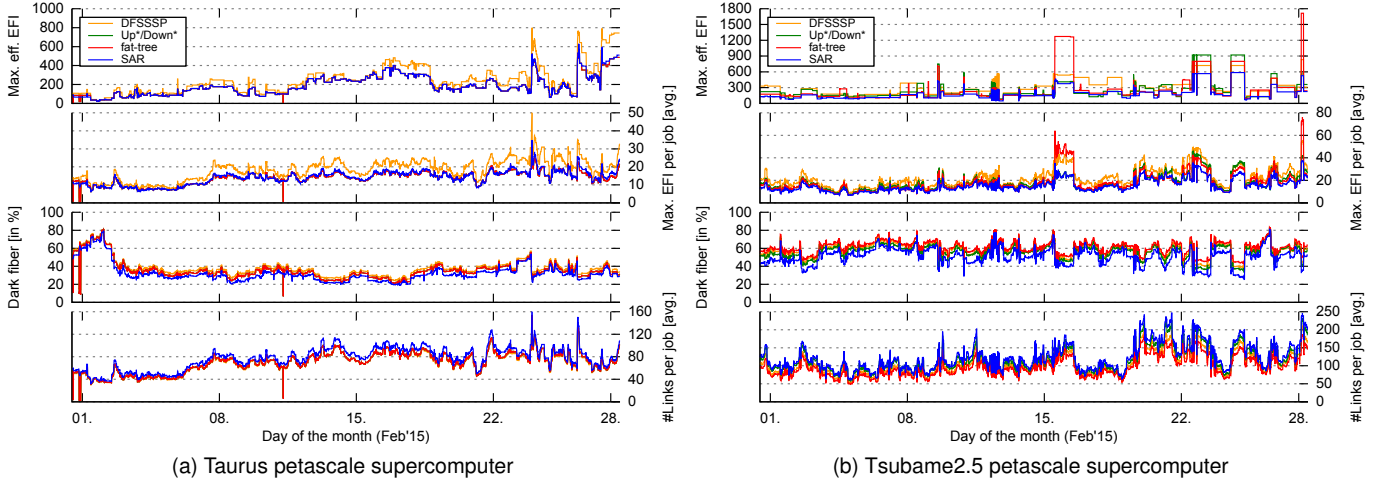 1000
800
600
400
200
0
Max. eff. EFI
DFSSSP
Up*/Down*
fat-tree
SAR
50
40
30
20
10
0
Max. EFI per job [avg.]
100
80
60
40
20
0
Dark fiber [in %]
160
120
80
40
0
#Links per job [avg.]
01. 08. 15. 22. 28.
Day of the month (Feb'15)
(a) Taurus petascale supercomputer
1800
1500
1200
900
600
300
0
Max. eff. EFI
DFSSSP
Up*/Down*
fat-tree
SAR
80
60
40
20
0
Max. EFI per job [avg.]
100
80
60
40
20
0
Dark fiber [in %]
250
200
150
100
50
0
#Links per job [avg.]
01. 08. 15. 22. 28.
Day of the month (Feb'15)
(b) Tsubame2.5 petascale supercomputer